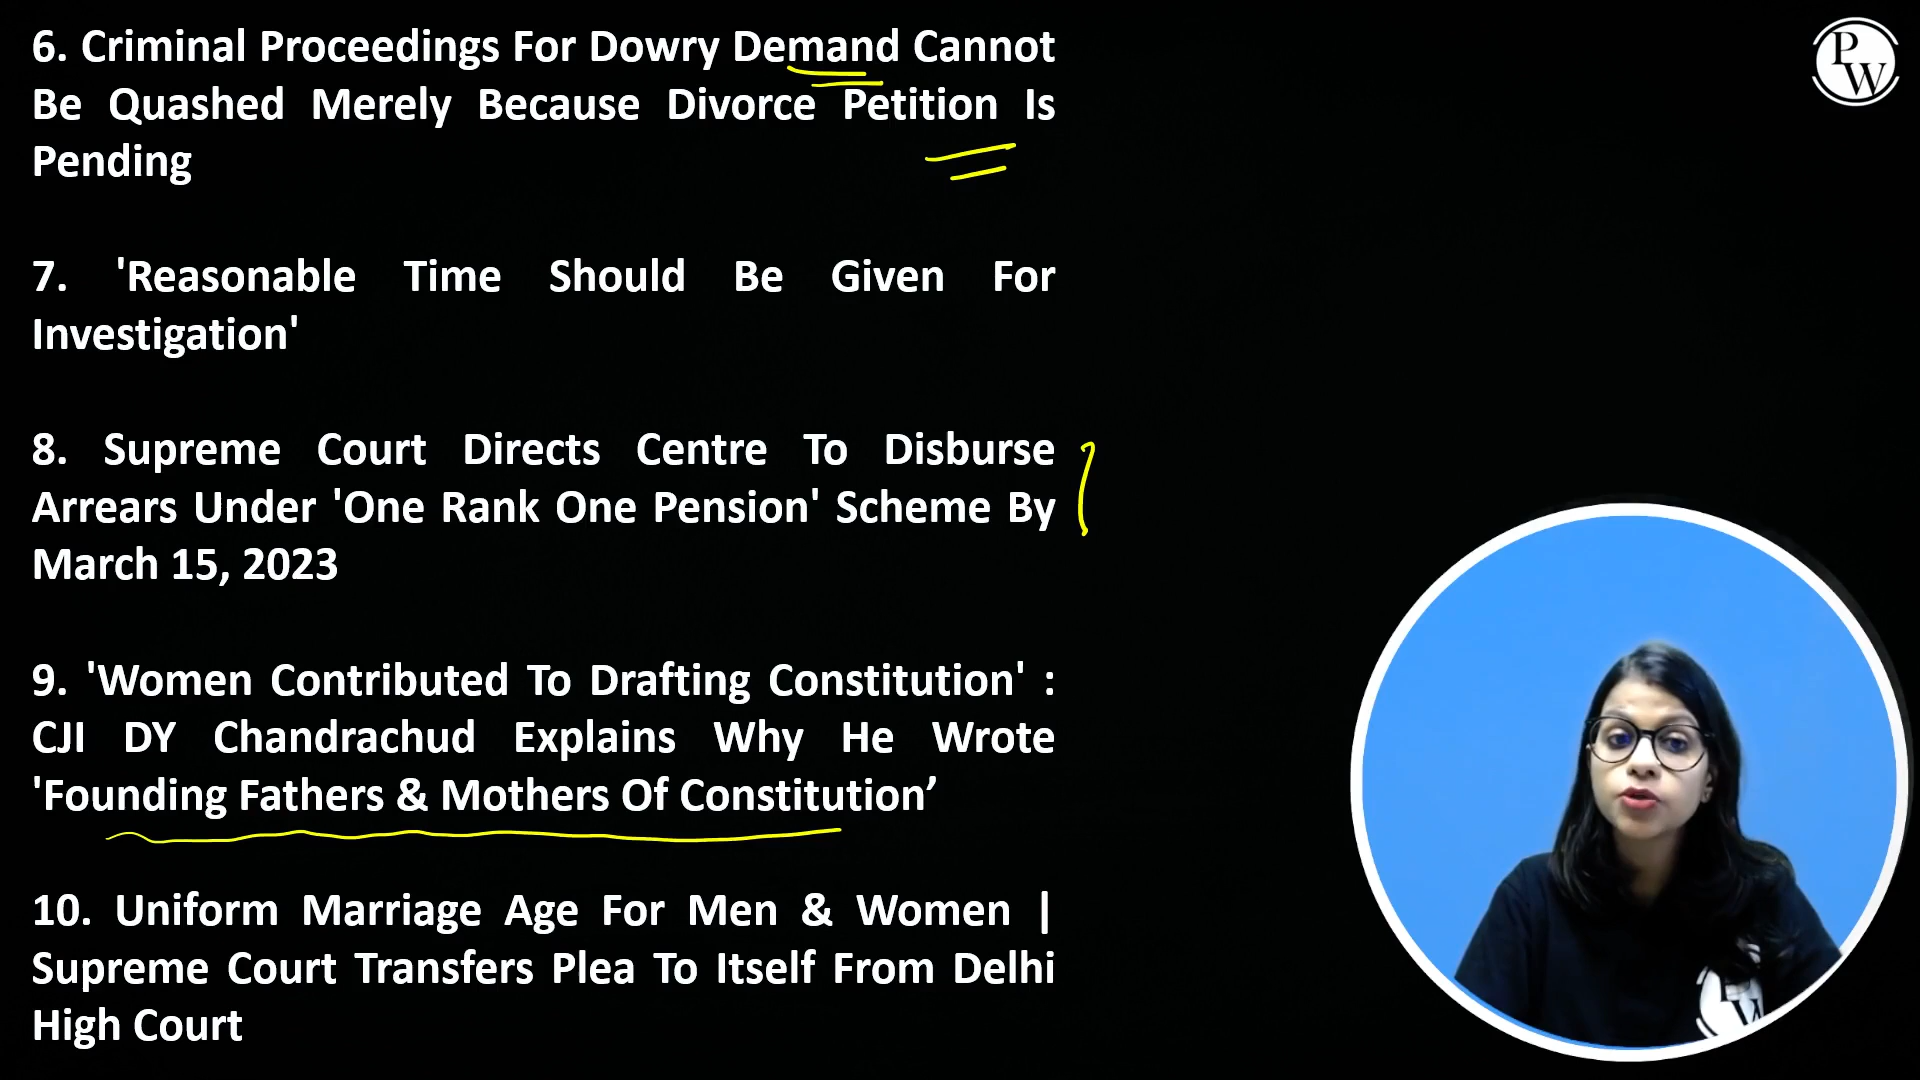 6. Criminal Proceedings For Dowry Demand Cannot
Be Quashed Merely Because Divorce Petition Is
Pending
7. 'Reasonable Time Should Be Given For
Investigation'
8. Supreme Court Directs Centre To Disburse
Arrears Under 'One Rank One Pension' Scheme By
March 15, 2023
9. 'Women Contributed To Drafting Constitution' :
CJI DY Chandrachud Explains Why He Wrote
'Founding Fathers & Mothers Of Constitution’
10. Uniform Marriage Age For Men & Women |
Supreme Court Transfers Plea To Itself From Delhi
High Court
PW
PW